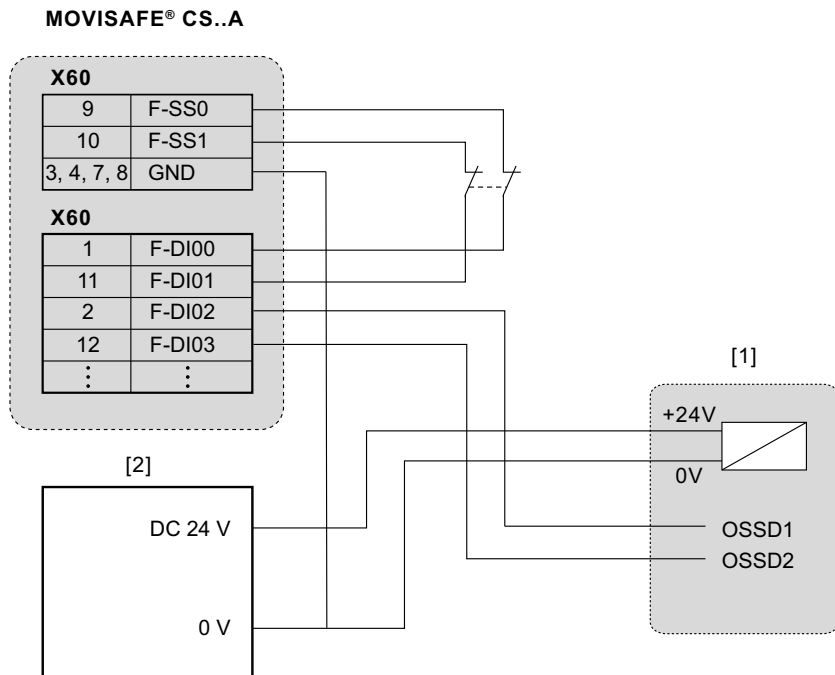 MOVISAFE® CS..A
X60
9 F-SS0
10 F-SS1
3, 4, 7, 8 GND
X60
1 F-DI00
11 F-DI01
2 F-DI02
12 F-DI03
⋮ ⋮
[1]
+24V
0V
OSSD1
OSSD2
[2]
DC 24 V
0 V